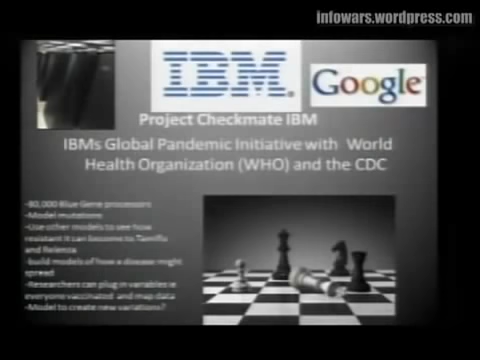 infowars.wordpress.com
IBM
Google
Project Checkmate IBM
IBMs Global Pandemic Initiative with World
Health Organization (WHO) and the CDC
-80,000 Blue Gene processors
-Model mutations
-Use other models to see how
resistant it can become to Tamiflu
and Relenza
-build models of how a disease might
spread
-Researchers can plug in variables ie
everyone vaccinated and map data
-Model to create new variations?